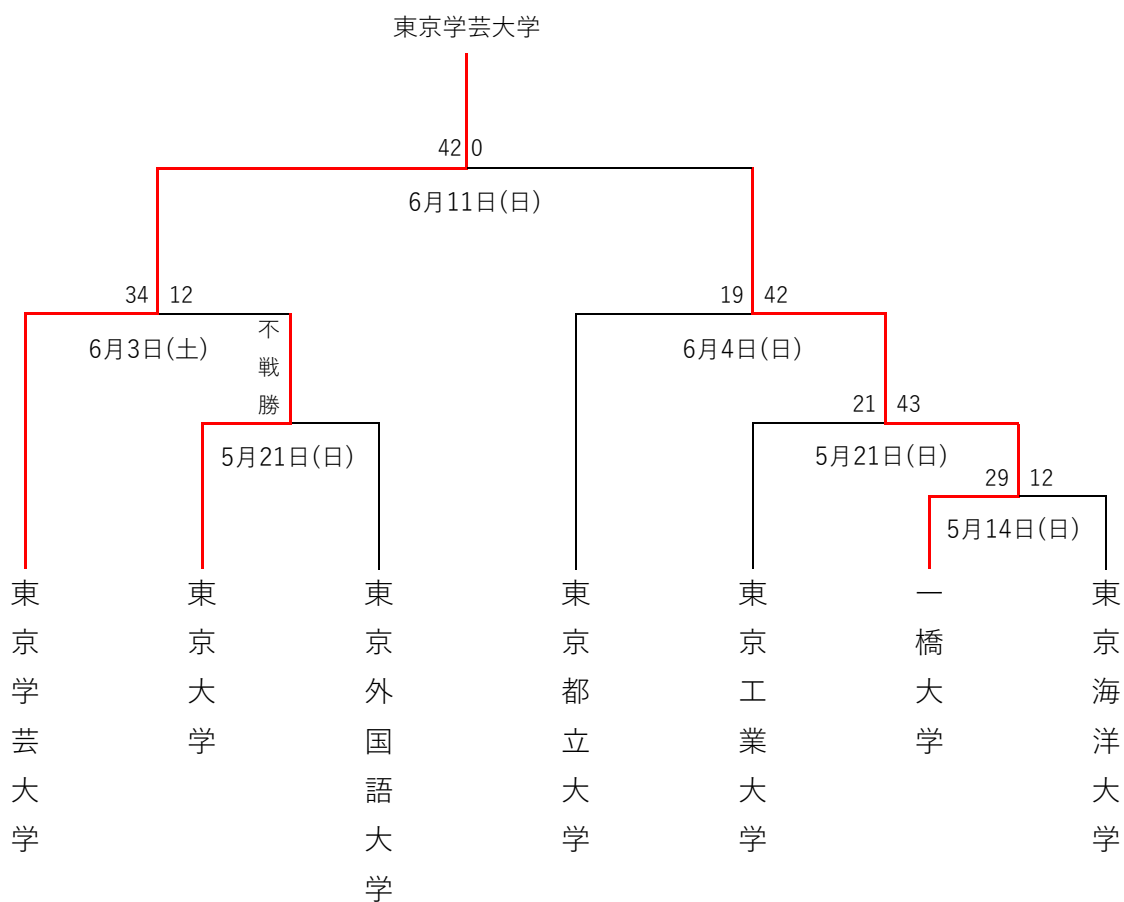 東京学芸大学
42 0
6月11日(日)
34 12
19 42
不戦勝
6月3日(土)
6月4日(日)
21 43
5月21日(日)
5月21日(日)
29 12
5月14日(日)
東京学芸大学
東京大学
東京外国語大学
東京都立大学
東京工業大学
一橋大学
東京海洋大学